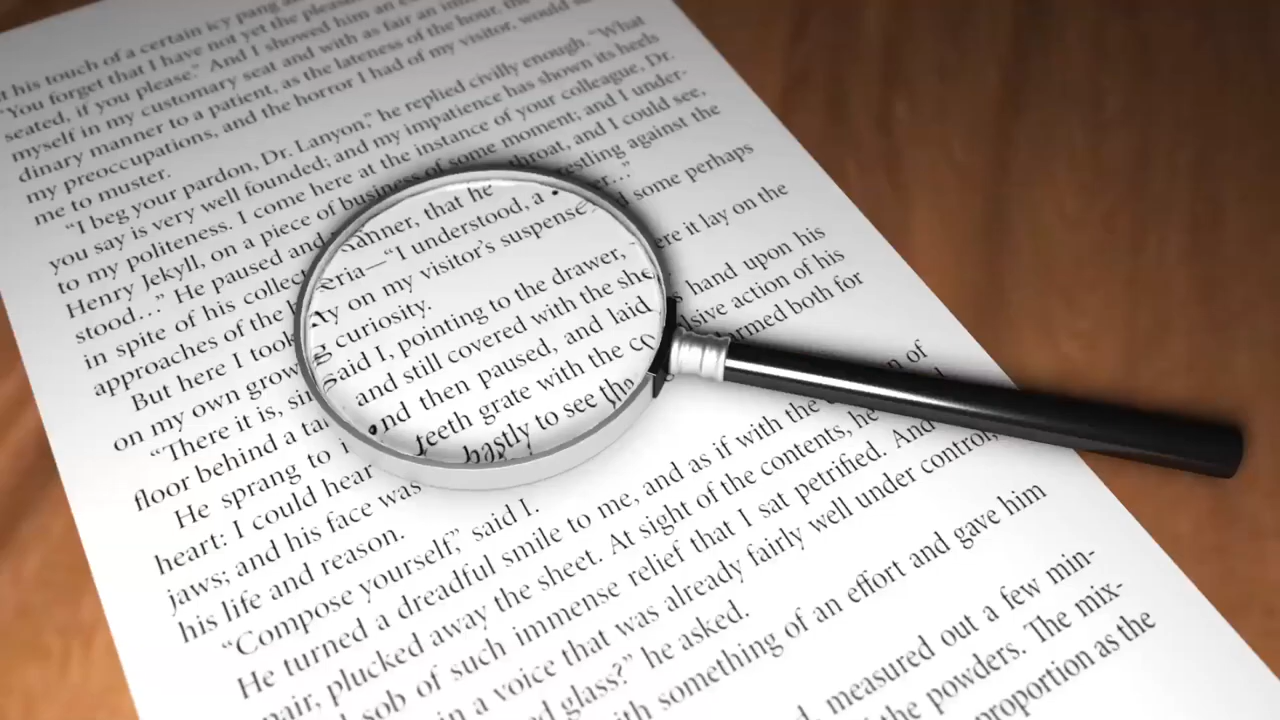 his touch of a certain icy pang
“You forget that I have not yet the
seated, if you please.” And I showed him an
myself in my customary seat and with as fair an
dinary manner to a patient, as the lateness of the hour, the
my preoccupations, and the horror I had of my visitor, would
me to muster.
“I beg your pardon, Dr. Lanyon,” he replied civilly enough. “What
you say is very well founded; and my impatience has shown its heels
to my politeness. I come here at the instance of your colleague, Dr.
Henry Jekyll, on a piece of business of some moment; and I under-
stood…” He paused and throat, and I could see,
in spite of his manner, that he against the
approaches of the “I understood, a
But here I took on my visitor’s suspense some perhaps
on my own curiosity.
“There it is, said I, pointing to the drawer, it lay on the
floor behind a and still covered with the
He sprang to and then paused, and laid hand upon his
heart: I could hear teeth grate with the action of his
jaws; and his face was to see both for
his life and reason.
“Compose yourself,” said I.
He turned a dreadful smile to me, and as if with the of
plucked away the sheet. At sight of the contents, he
sob of such immense relief that I sat petrified. And
in a voice that was already fairly well under control,
glass?” he asked.
with something of an effort and gave him
measured out a few min-
the powders. The mix-
proportion as the